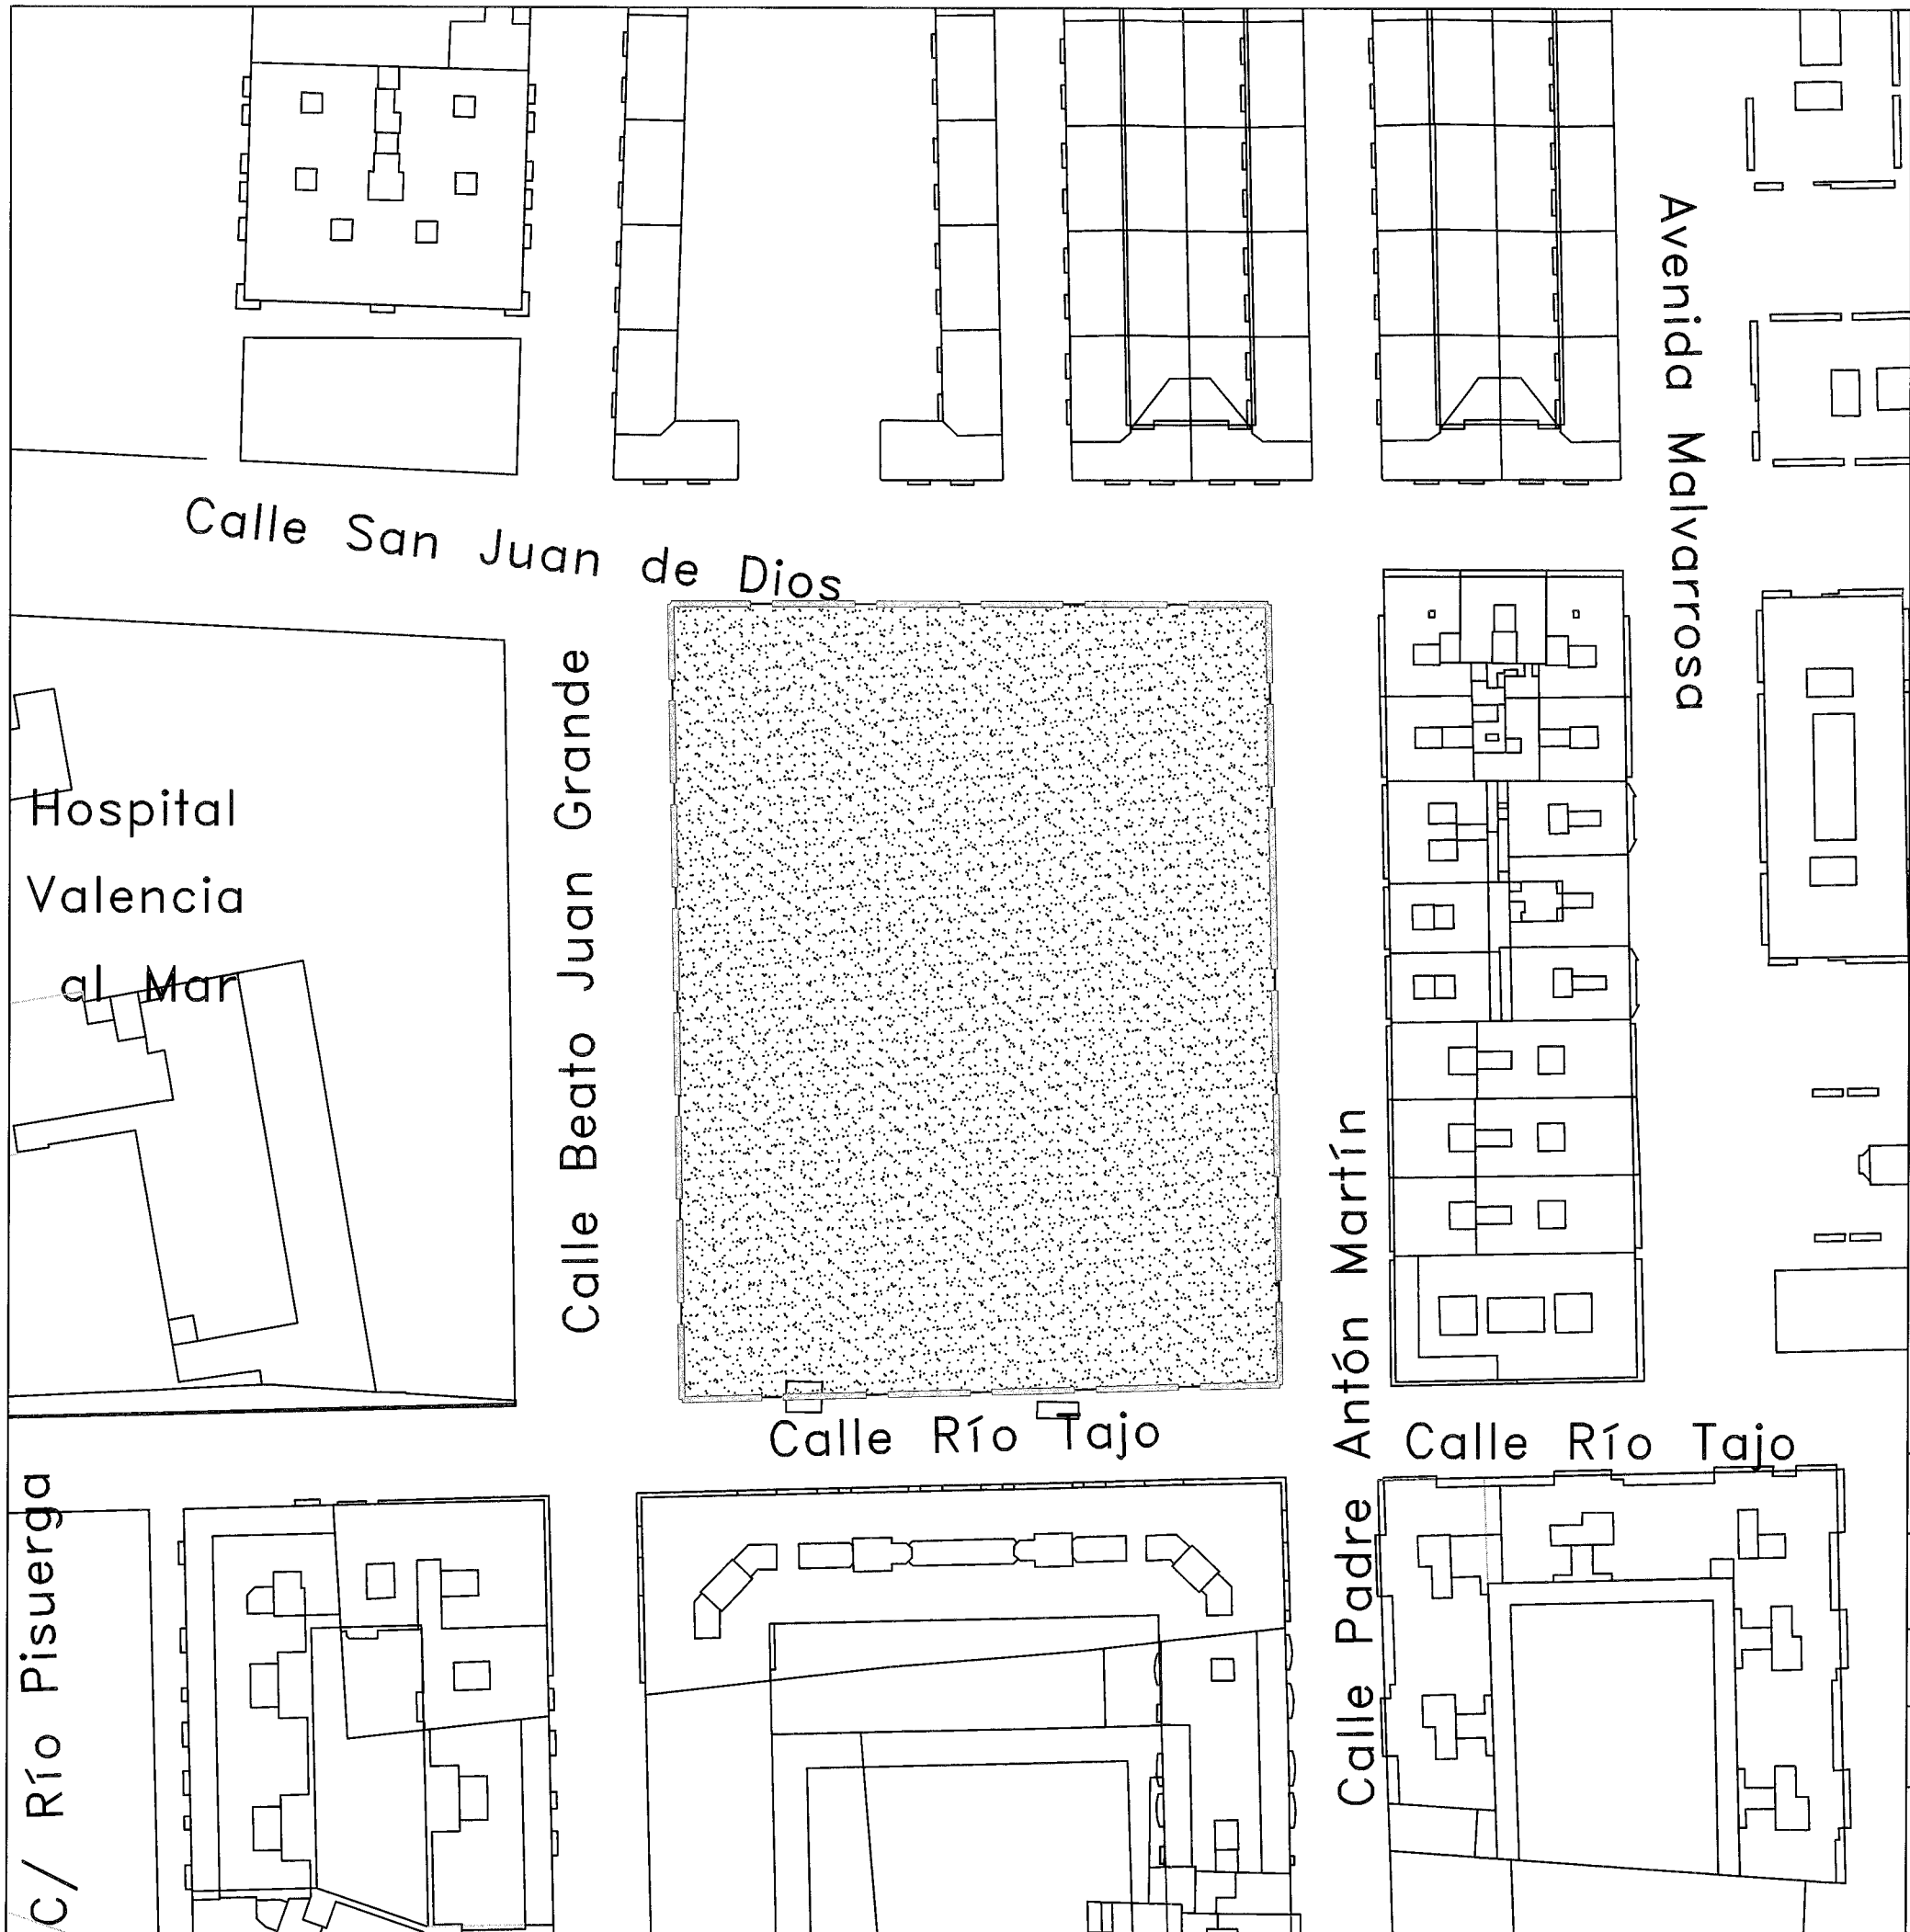 Calle San Juan de Dios
Avenida Malvarrosa
Hospital
Valencia
al Mar
Calle Beato Juan Grande
Calle Padre Antón Martín
Calle Río Tajo
Calle Río Tajo
C/ Río Pisuerga